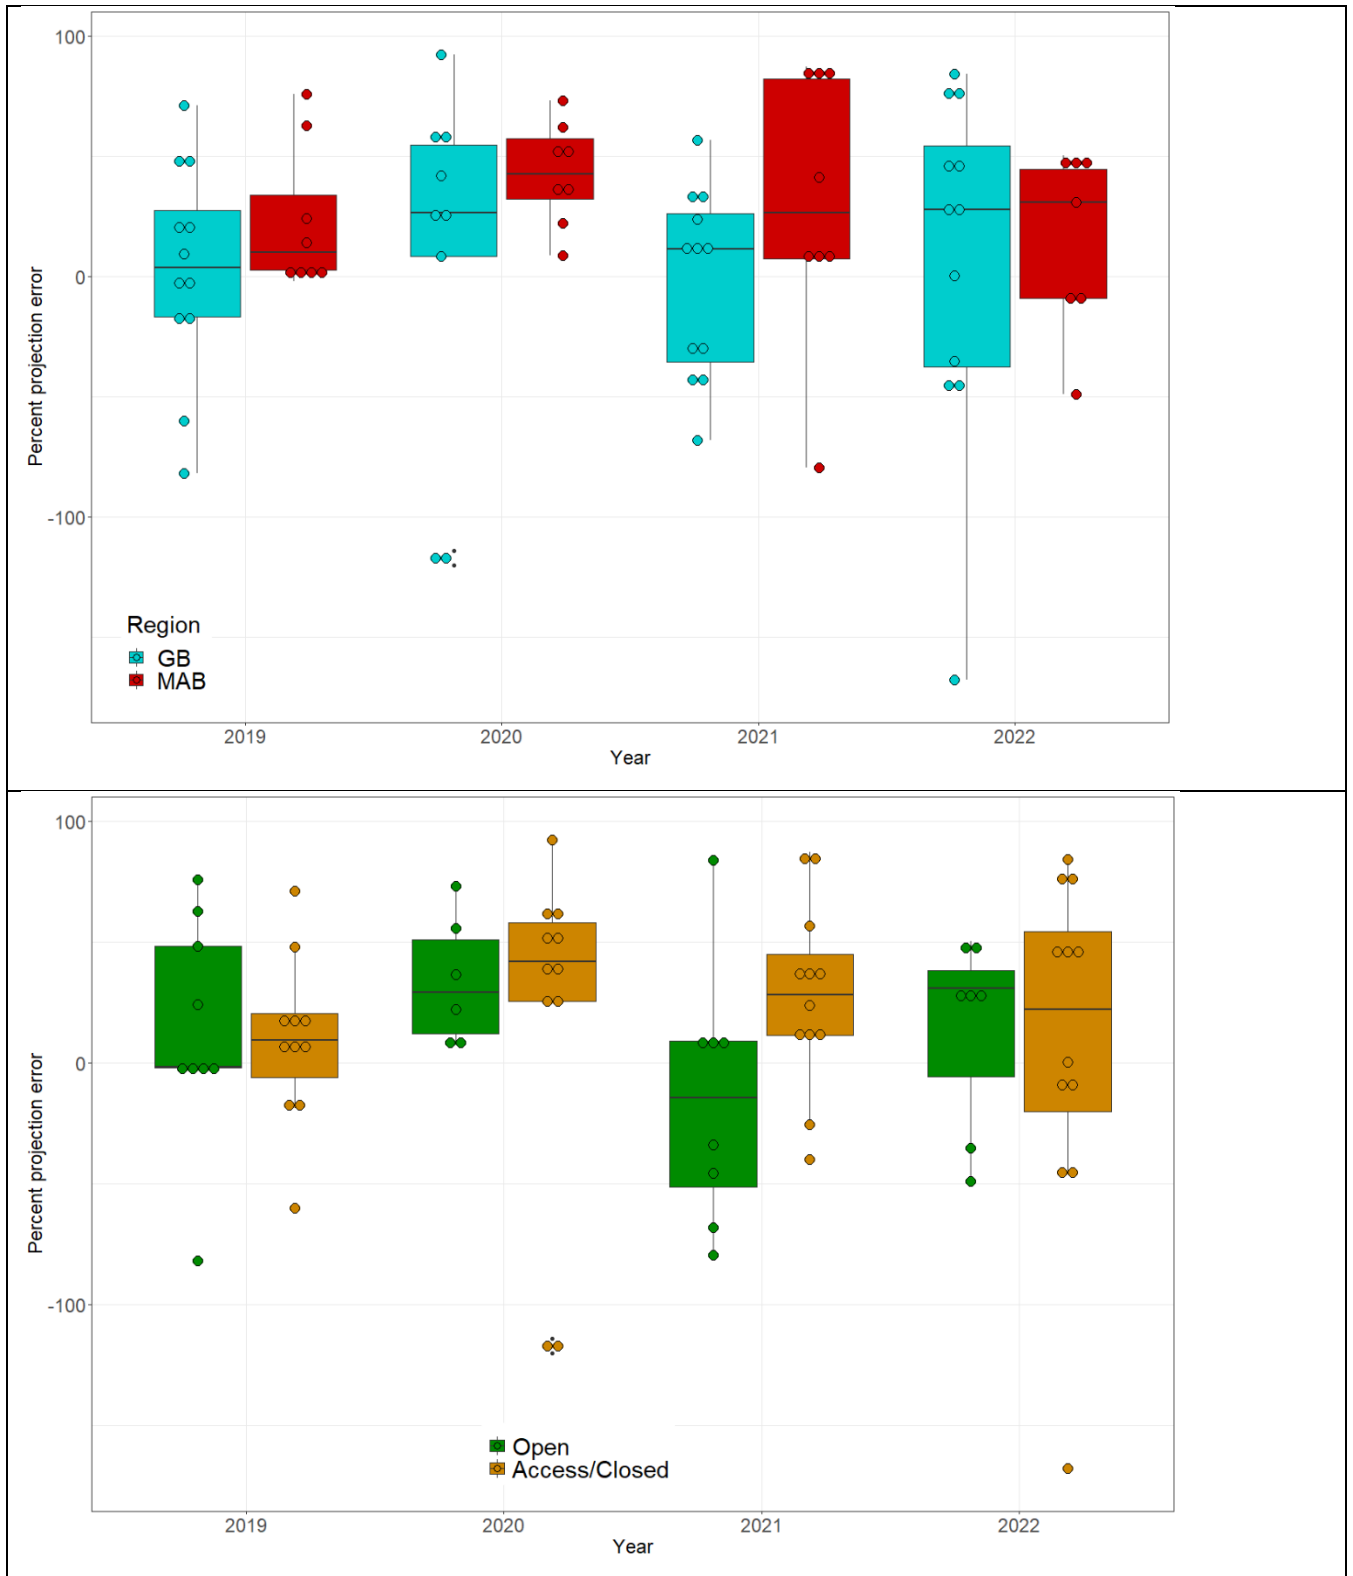 100
0
-100
Percent projection error
Region
GB
MAB
2019 2020 2021 2022
Year
100
0
-100
Percent projection error
Open
Access/Closed
2019 2020 2021 2022
Year